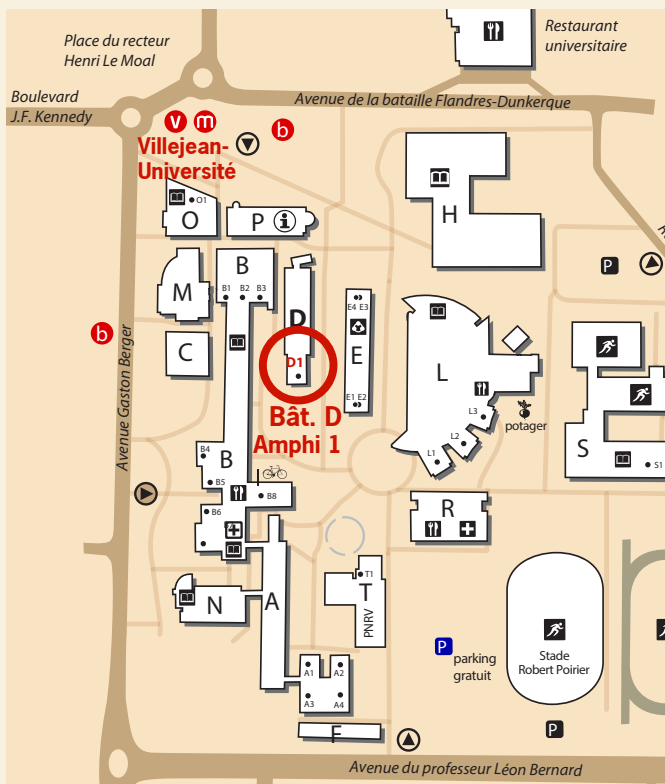 Place du recteur
Henri Le Moal
Restaurant
universitaire
Boulevard
J.F. Kennedy
Avenue de la bataille Flandres-Dunkerque
v m
b
Villejean-
Université
O1
O
P i
H
B
B1 B2 B3
M
D
E4 E3
P
b
C
D1
E
L
Avenue Gaston Berger
E1 E2
Bât. D
Amphi 1
L3
potager
L2
L1
S
S1
B4
B
B5
B8
B6
R
N
A
T1
T
PNRV
A1 A2
A3 A4
P
parking
gratuit
Stade
Robert Poirier
F
P
Avenue du professeur Léon Bernard